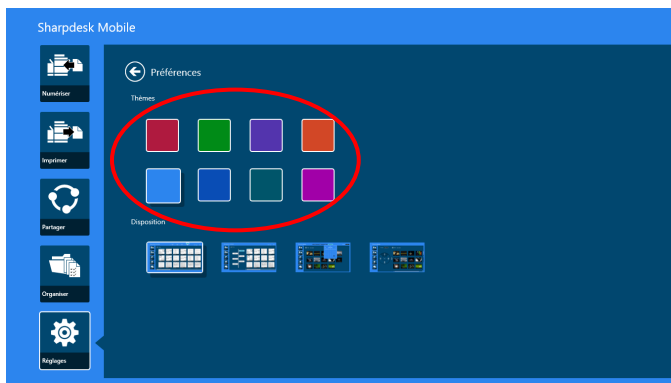 Sharpdesk Mobile
Numériser
Imprimer
Partager
Organiser
Réglages
Préférences
Thèmes
Disposition